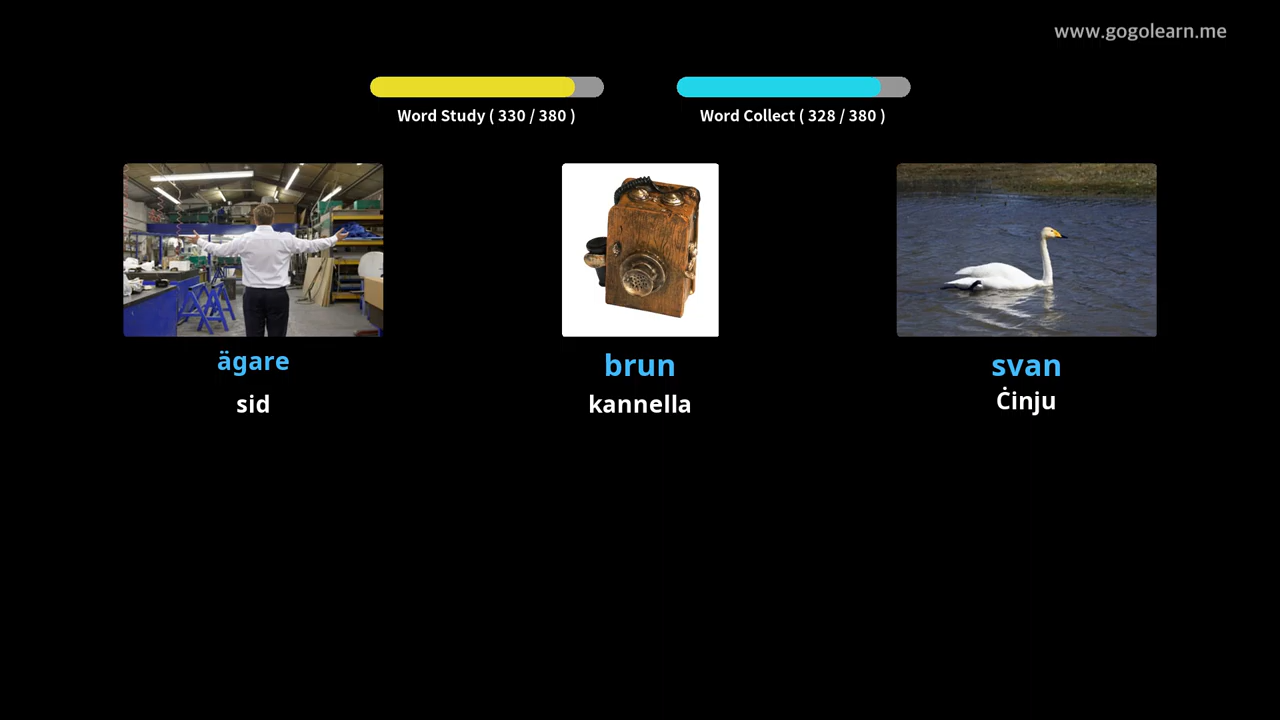 www.gogolearn.me
Word Study ( 330 / 380 )
Word Collect ( 328 / 380 )
ägare
brun
svan
sid
kannella
Ċinju